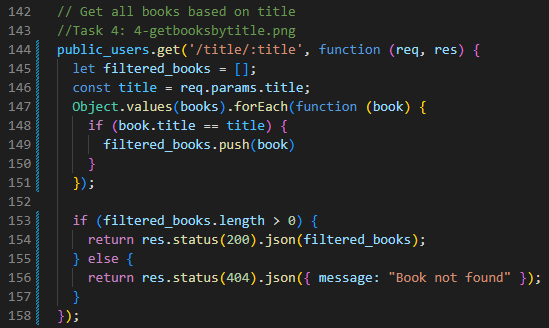 142 // Get all books based on title
143 //Task 4: 4-getbooksbytitle.png
144 public_users.get('/title/:title', function (req, res) {
145   let filtered_books = [];
146   const title = req.params.title;
147   Object.values(books).forEach(function (book) {
148     if (book.title == title) {
149       filtered_books.push(book)
150     }
151   });
152
153   if (filtered_books.length > 0) {
154     return res.status(200).json(filtered_books);
155   } else {
156     return res.status(404).json({ message: "Book not found" });
157   }
158 });